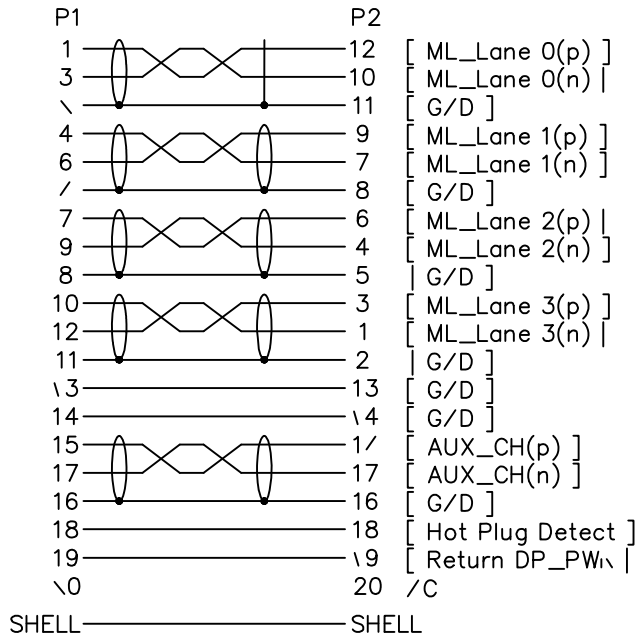 P1 P2
1 12 [ ML_Lane 0(p) ]
3 10 [ ML_Lane 0(n) |
\ 11 [ G/D ]
4 9 [ ML_Lane 1(p) ]
6 7 [ ML_Lane 1(n) ]
/ 8 [ G/D ]
7 6 [ ML_Lane 2(p) |
9 4 [ ML_Lane 2(n) ]
8 5 | G/D ]
10 3 [ ML_Lane 3(p) ]
12 1 [ ML_Lane 3(n) |
11 2 | G/D ]
\3 13 [ G/D ]
14 \4 [ G/D ]
15 1/ [ AUX_CH(p) ]
17 17 [ AUX_CH(n) ]
16 16 [ G/D ]
18 18 [ Hot Plug Detect ]
19 \9 [ Return |
\0 20 /C
SHELL SHELL